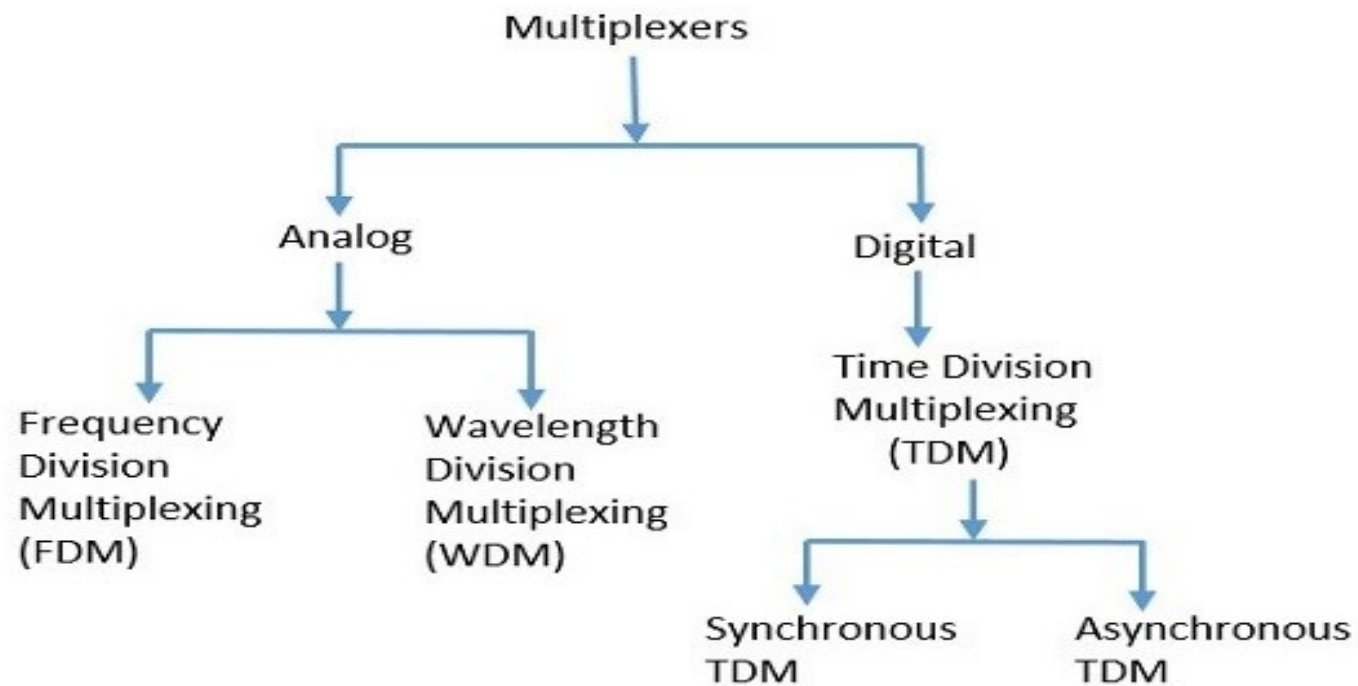 Multiplexers
Analog
Digital
Frequency
Division
Multiplexing
(FDM)
Wavelength
Division
Multiplexing
(WDM)
Time Division
Multiplexing
(TDM)
Synchronous
TDM
Asynchronous
TDM